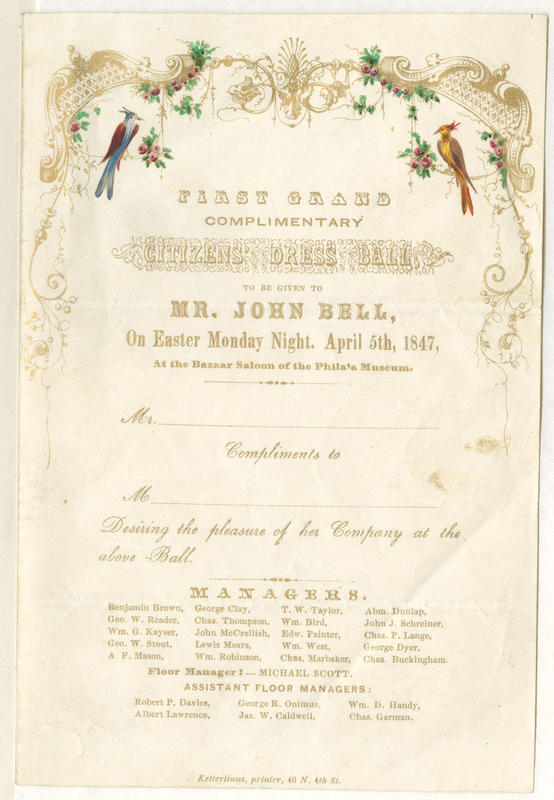 FIRST GRAND
COMPLIMENTARY
CITIZENS' DRESS BALL,
TO BE GIVEN TO
MR. JOHN BELL,
On Easter Monday Night. April 5th, 1847,
At the Bazaar Saloon of the Phila'a Museum.
Mr.
Compliments to
M
Desiring the pleasure of her Company at the
above Ball.
MANAGERS.
Benjamin Brown, George Clay, T. W. Taylor, Abm. Dunlap,
Geo. W. Reader, Chas. Thompson, Wm. Bird, John J. Schreiner,
Wm. G. Kayser, John McCrellish, Edw. Painter, Chas. P. Lange,
Geo. W. Stout, Lewis Mears, Wm. West, George Dyer,
A F. Mason, Wm. Robinson, Chas. Marbaker, Chas. Buckingham.
Floor Manager:—MICHAEL SCOTT.
ASSISTANT FLOOR MANAGERS:
Robert P. Davies, George R. Onimus, Wm. D. Handy,
Albert Lawrence, Jas. W. Caldwell, Chas. Garman.
Ketterlinus, printer, 40 N. 4th St.